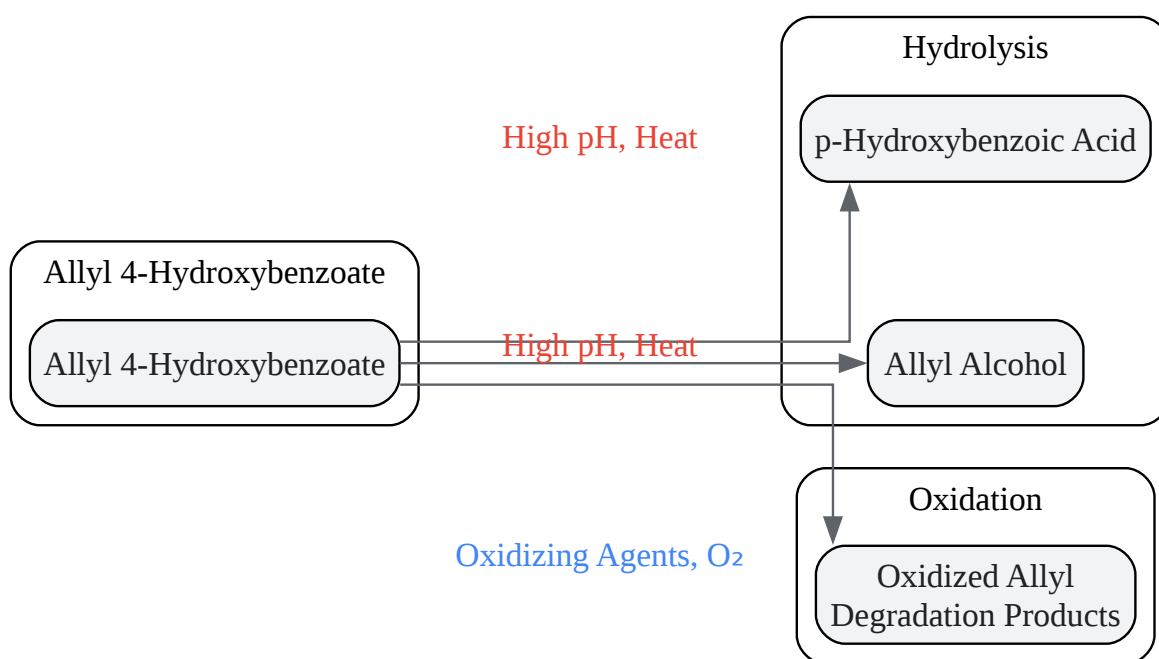 Hydrolysis
High pH, Heat
p-Hydroxybenzoic Acid
Allyl 4-Hydroxybenzoate
Allyl 4-Hydroxybenzoate
High pH, Heat
Allyl Alcohol
Oxidation
Oxidizing Agents, O₂
Oxidized Allyl
Degradation Products